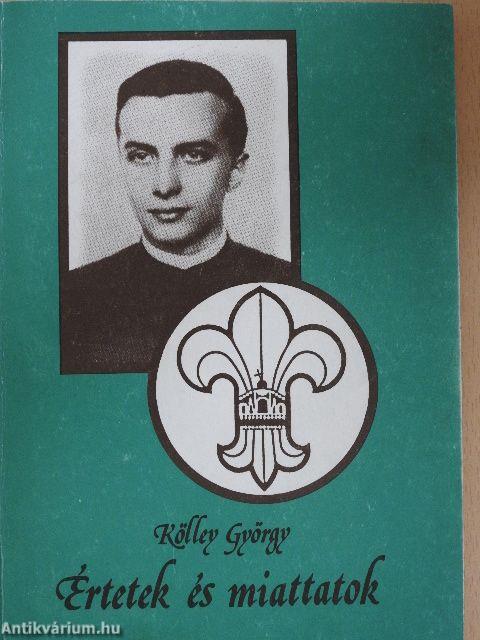 Kölley György
Értetek és miattatok
Antikvárium.hu